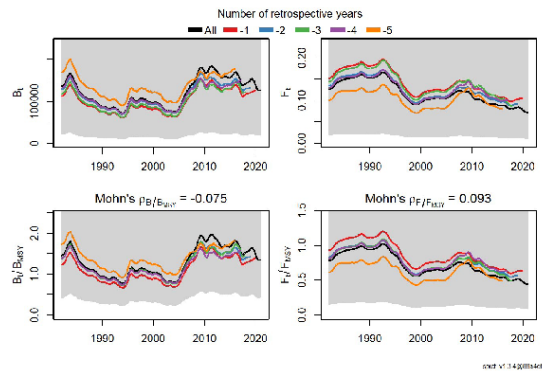 Number of retrospective years
All -1 -2 -3 -4 -5
Bt
0 100000
1990 2000 2010 2020
Ft
0.00 0.10 0.20
1990 2000 2010 2020
Mohn's ρB/BMSY = -0.075
Bt/BMSY
0.0 1.0 2.0
1990 2000 2010 2020
Mohn's ρF/FMSY = 0.093
Ft/FMSY
0.0 0.5 1.0 1.5
1990 2000 2010 2020